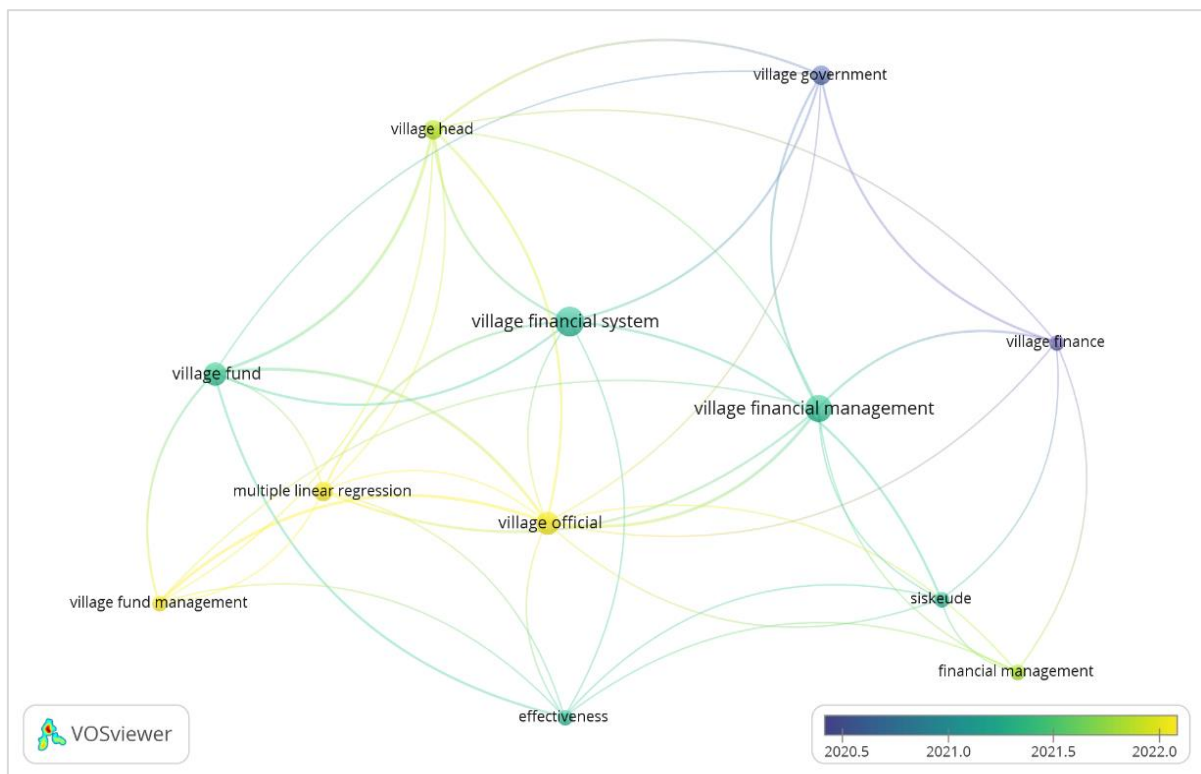 village government
village head
village financial system
village finance
village fund
village financial management
multiple linear regression
village official
village fund management
siskeude
financial management
effectiveness
VOSviewer
2020.5 2021.0 2021.5 2022.0